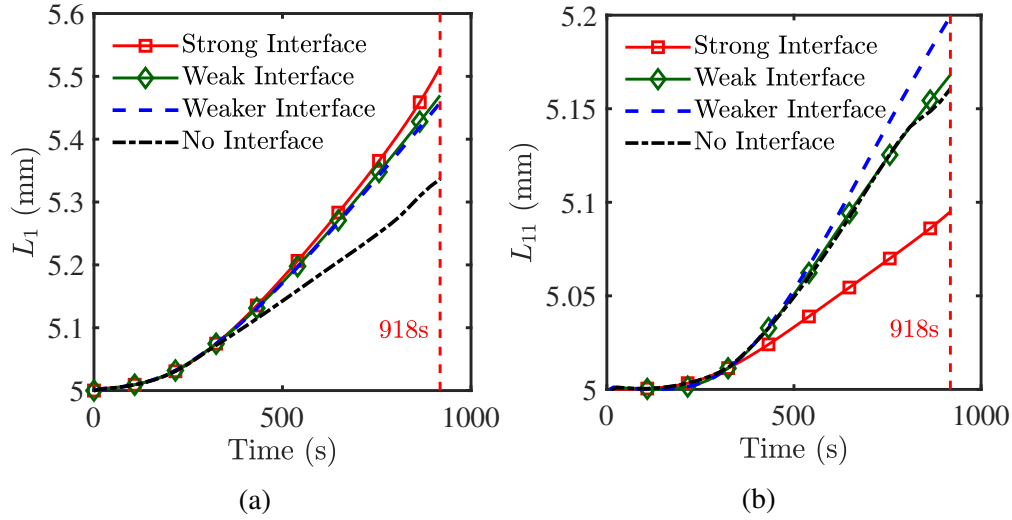 5.6
5.5
5.4
5.3
5.2
5.1
5
L1 (mm)
Strong Interface
Weak Interface
Weaker Interface
No Interface
918s
0
500
1000
Time (s)
(a)
5.2
5.15
5.1
5.05
5
L11 (mm)
Strong Interface
Weak Interface
Weaker Interface
No Interface
918s
0
500
1000
Time (s)
(b)